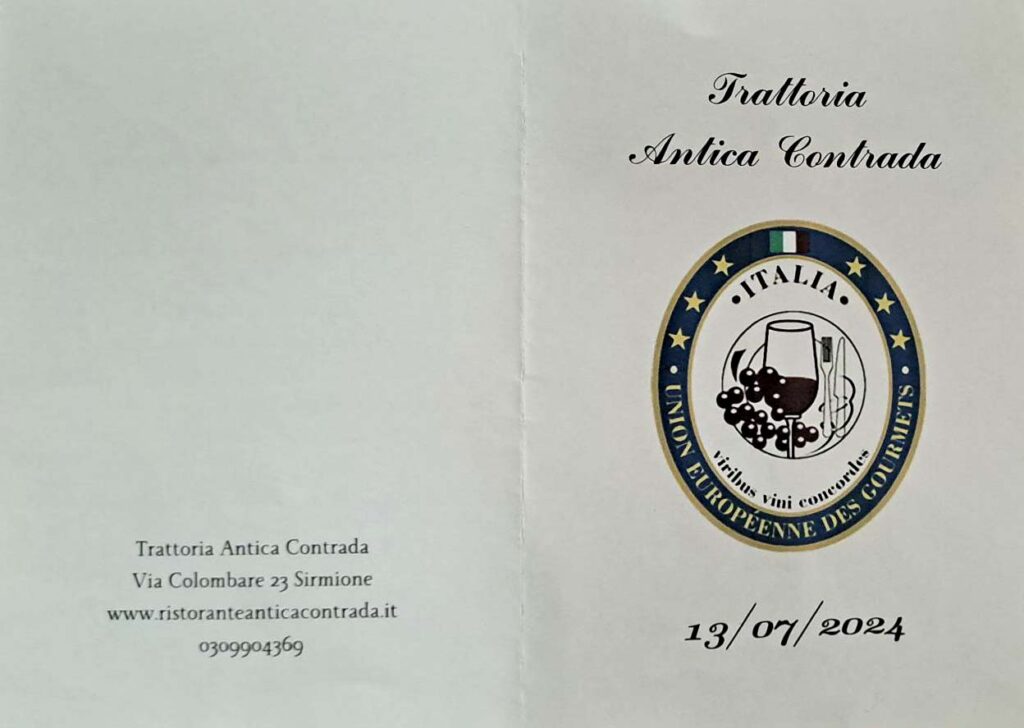 Trattoria Antica Contrada
Via Colombare 23 Sirmione
www.ristoranteanticacontrada.it
0309904369
Trattoria
Antica Contrada
•ITALIA•
viribus vini concordes
• UNION EUROPÉENNE DES GOURMETS •
13/07/2024